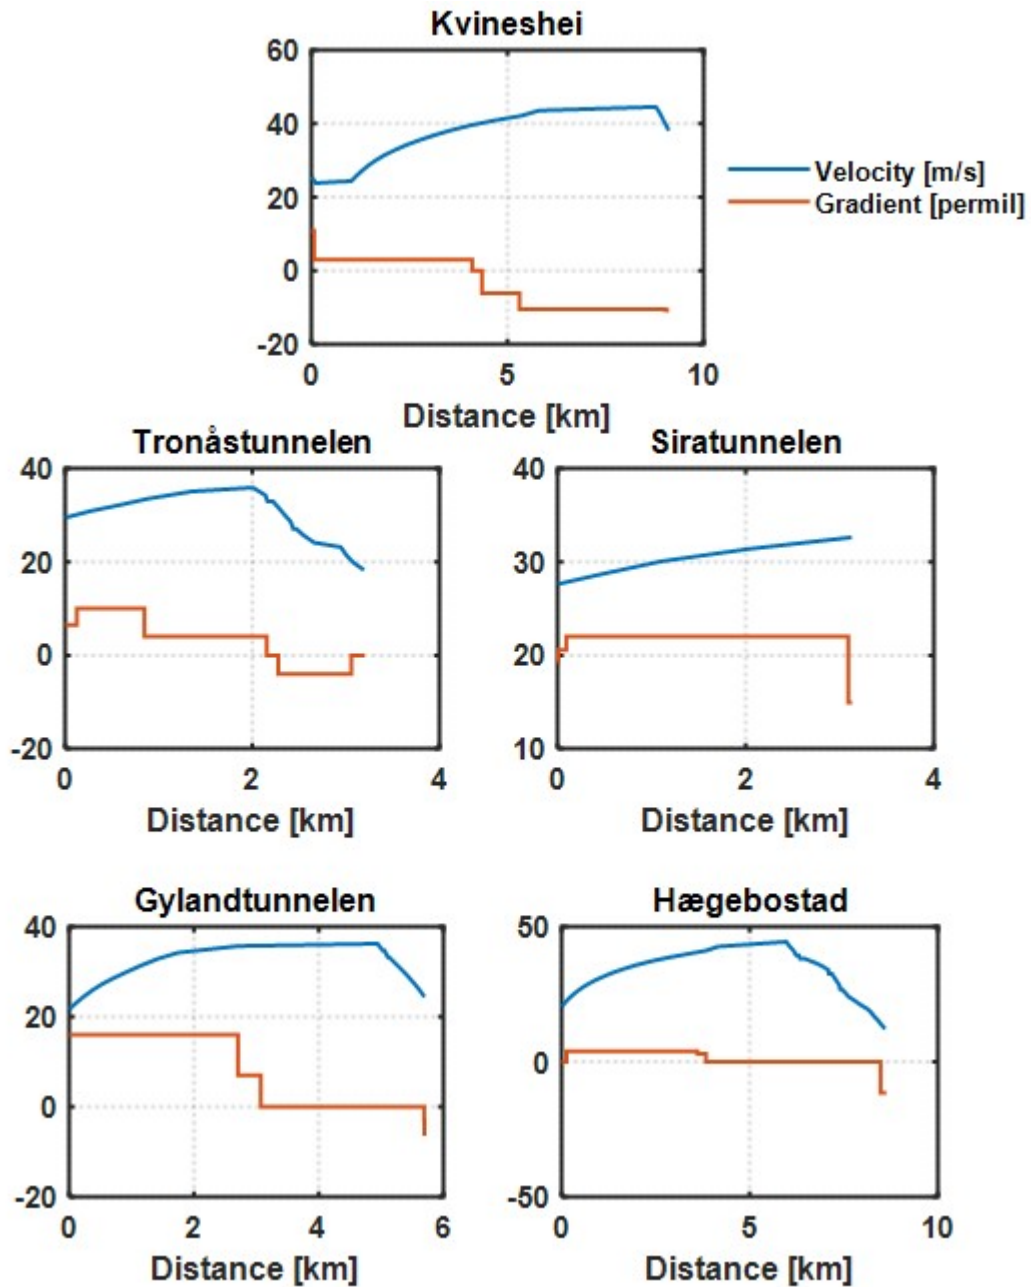 Kvineshei
60
40
20
0
-20
0 5 10
Distance [km]
Velocity [m/s]
Gradient [permil]
Tronåstunnelen
40
20
0
-20
0 2 4
Distance [km]
Siratunnelen
40
30
20
10
0 2 4
Distance [km]
Gylandtunnelen
40
20
0
-20
0 2 4 6
Distance [km]
Hægebostad
50
0
-50
0 5 10
Distance [km]